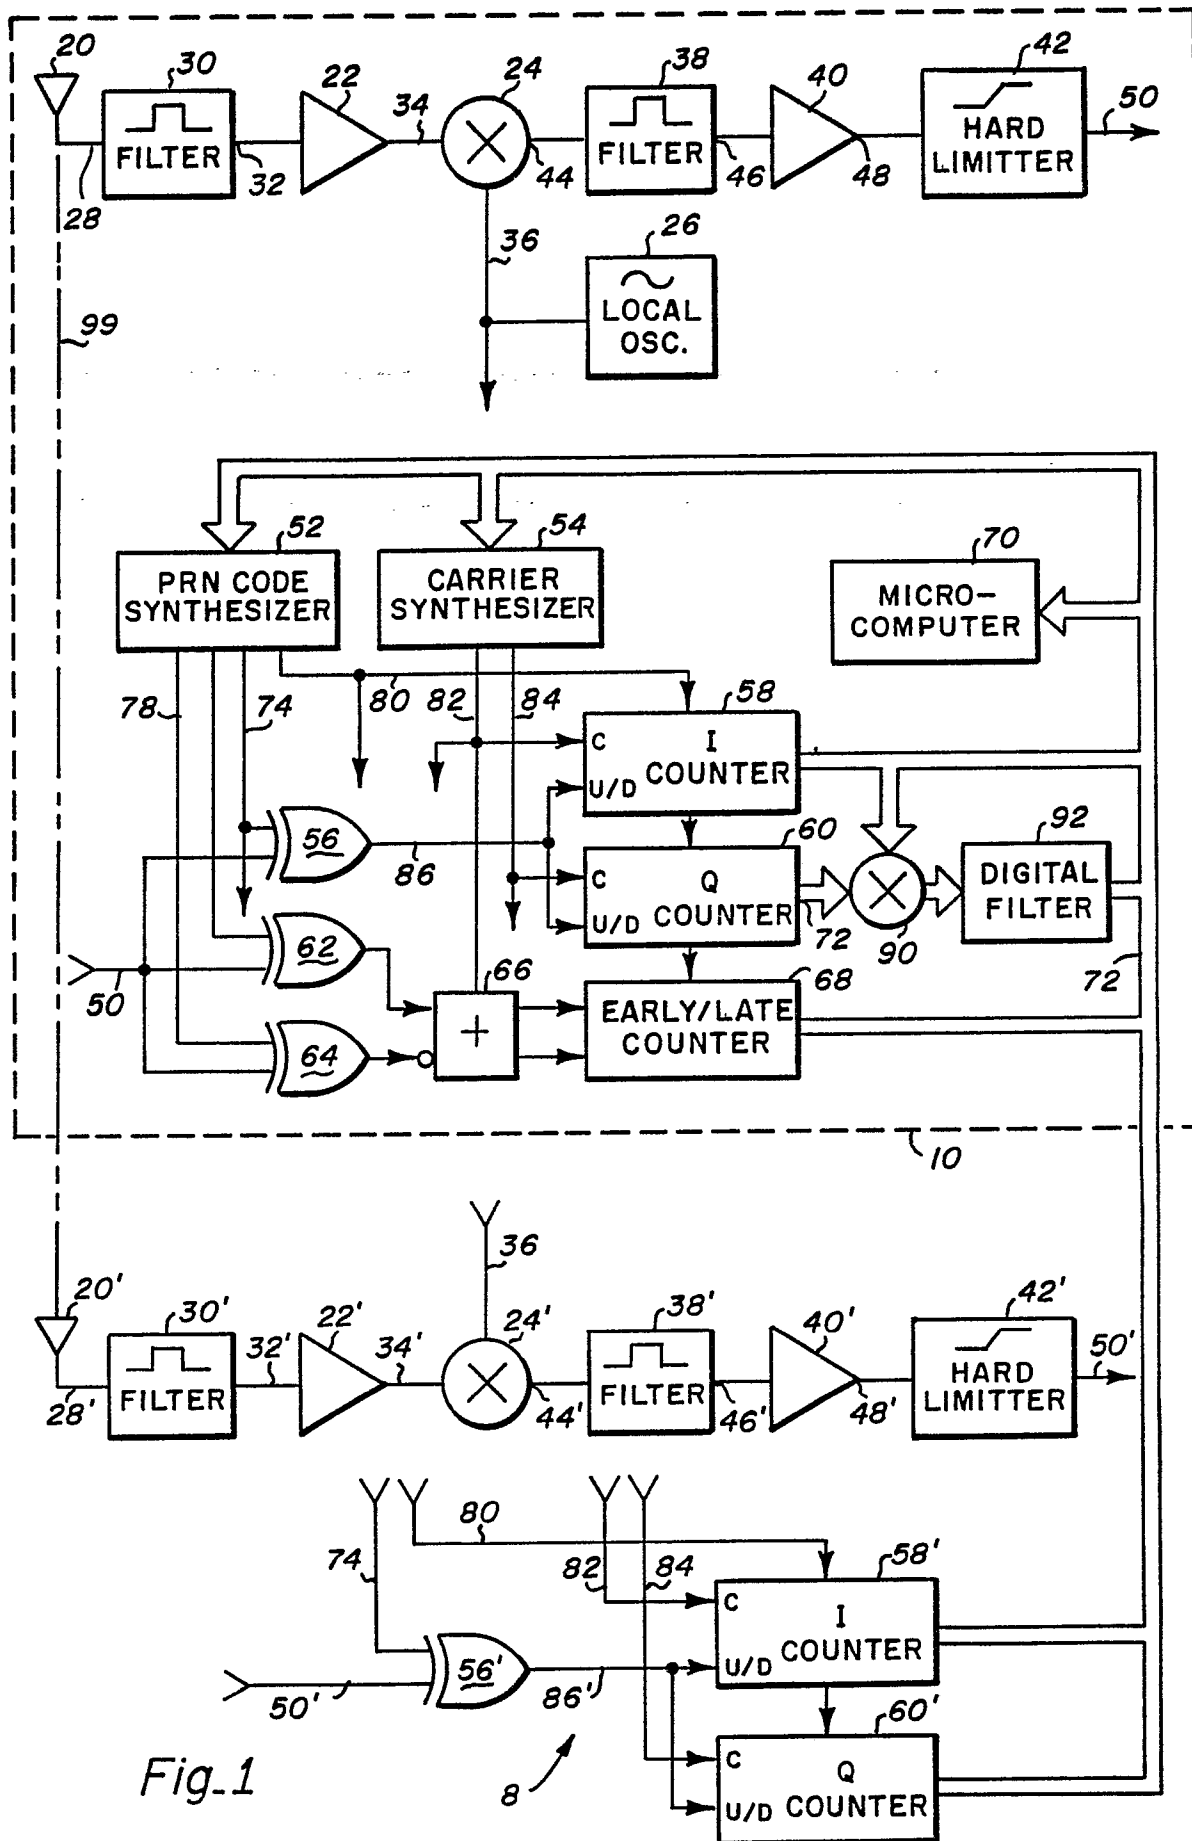 20
30
22
24
38
40
42
50
FILTER
FILTER
HARD
LIMITTER
34
28
32
44
46
48
36
26
LOCAL
OSC.
99
52
54
70
PRN CODE
SYNTHESIZER
CARRIER
SYNTHESIZER
MICRO-
COMPUTER
78
74
80
82
84
58
C
I
COUNTER
U/D
56
86
60
92
C
Q
COUNTER
U/D
72
90
DIGITAL
FILTER
72
62
50
66
68
+
EARLY/LATE
COUNTER
64
10
36
20'
30'
22'
24'
38'
40'
42'
50'
32'
34'
FILTER
FILTER
HARD
LIMITTER
28'
44'
46'
48'
80
74
82
84
58'
C
I
COUNTER
U/D
56'
50'
86'
60'
C
Q
COUNTER
U/D
8
Fig_1